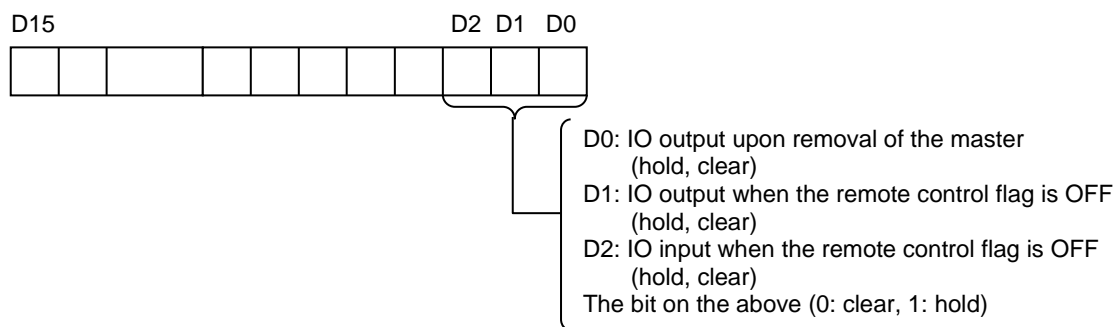 D15 D2 D1 D0
D0: IO output upon removal of the master
(hold, clear)
D1: IO output when the remote control flag is OFF
(hold, clear)
D2: IO input when the remote control flag is OFF
(hold, clear)
The bit on the above (0: clear, 1: hold)